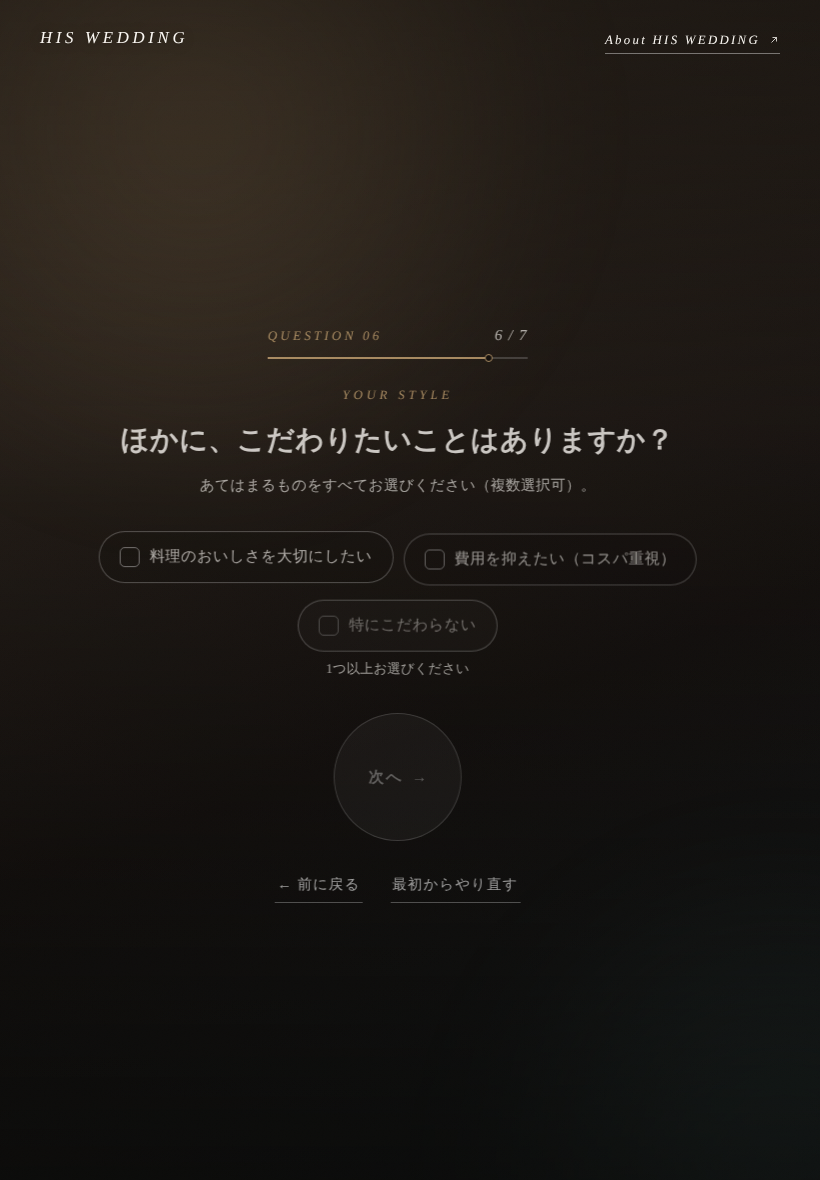 HIS WEDDING
About HIS WEDDING ↗
QUESTION 06
6 / 7
YOUR STYLE
ほかに、こだわりたいことはありますか？
あてはまるものをすべてお選びください（複数選択可）。
料理のおいしさを大切にしたい
費用を抑えたい（コスパ重視）
特にこだわらない
1つ以上お選びください
次へ →
← 前に戻る
最初からやり直す